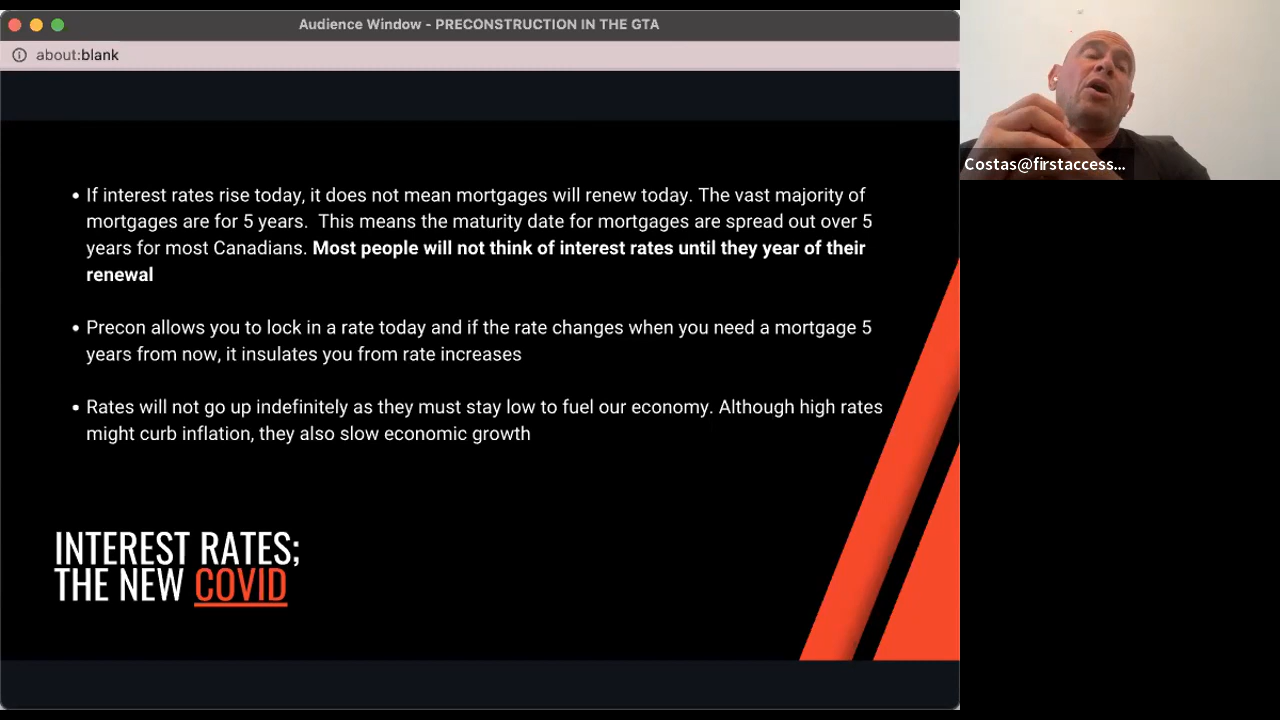 Audience Window - PRECONSTRUCTION IN THE GTA
about:blank
Costas@firstaccess...
• If interest rates rise today, it does not mean mortgages will renew today. The vast majority of
mortgages are for 5 years. This means the maturity date for mortgages are spread out over 5
years for most Canadians. Most people will not think of interest rates until they year of their
renewal
• Precon allows you to lock in a rate today and if the rate changes when you need a mortgage 5
years from now, it insulates you from rate increases
• Rates will not go up indefinitely as they must stay low to fuel our economy. Although high rates
might curb inflation, they also slow economic growth
INTEREST RATES;
THE NEW COVID